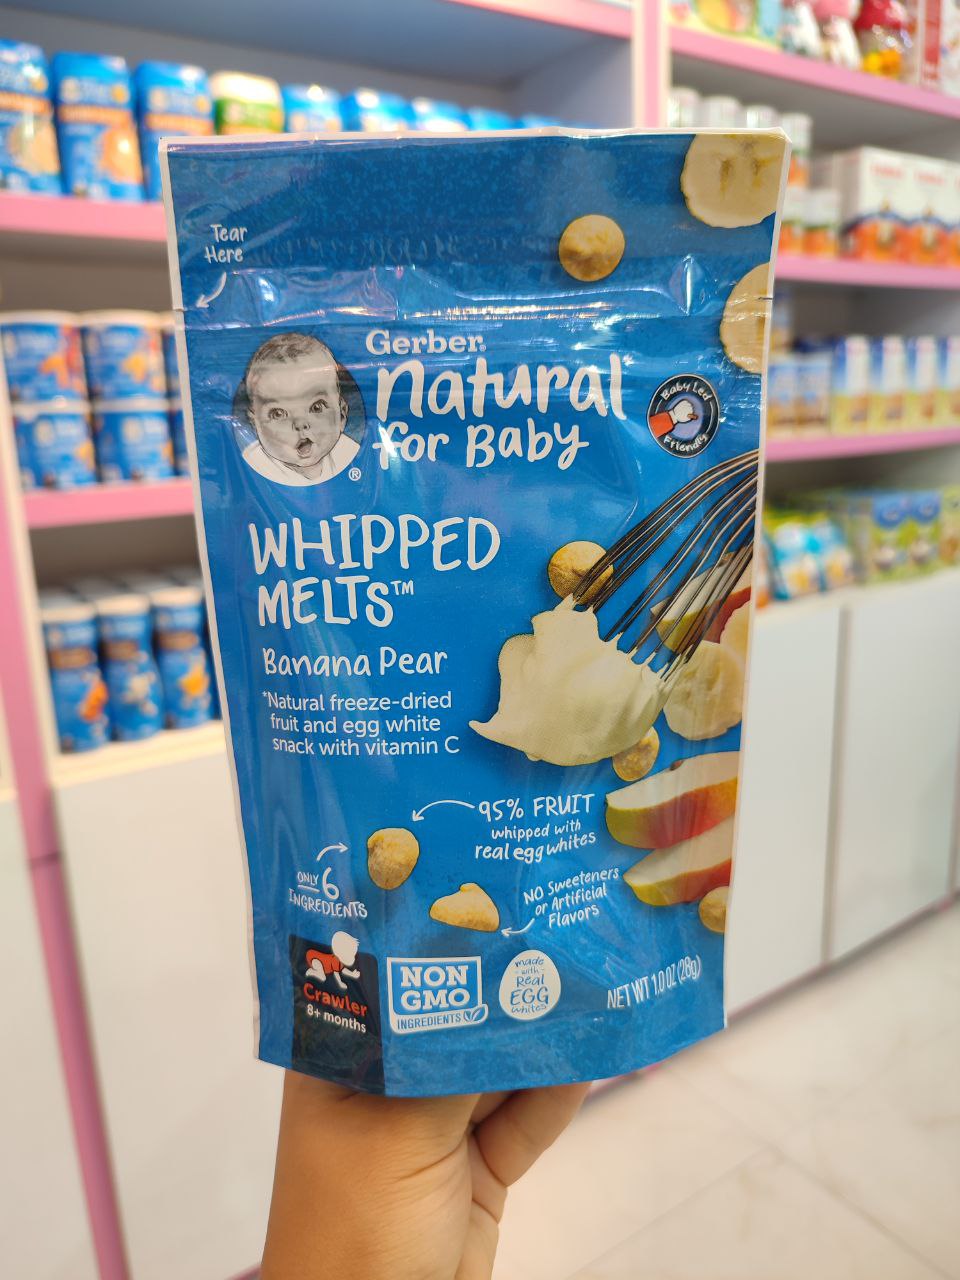 Tear
Here
Gerber®
Natural*
for Baby
Baby Led
Friendly
®
WHIPPED
MELTS™
Banana Pear
*Natural freeze-dried
fruit and egg white
snack with vitamin C
95% FRUIT
whipped with
real egg whites
ONLY 6
INGREDIENTS
NO Sweeteners
or Artificial
Flavors
Crawler
8+ months
NON
GMO
INGREDIENTS
made
-with-
Real
EGG
whites
NET WT 1.0 OZ (28g)